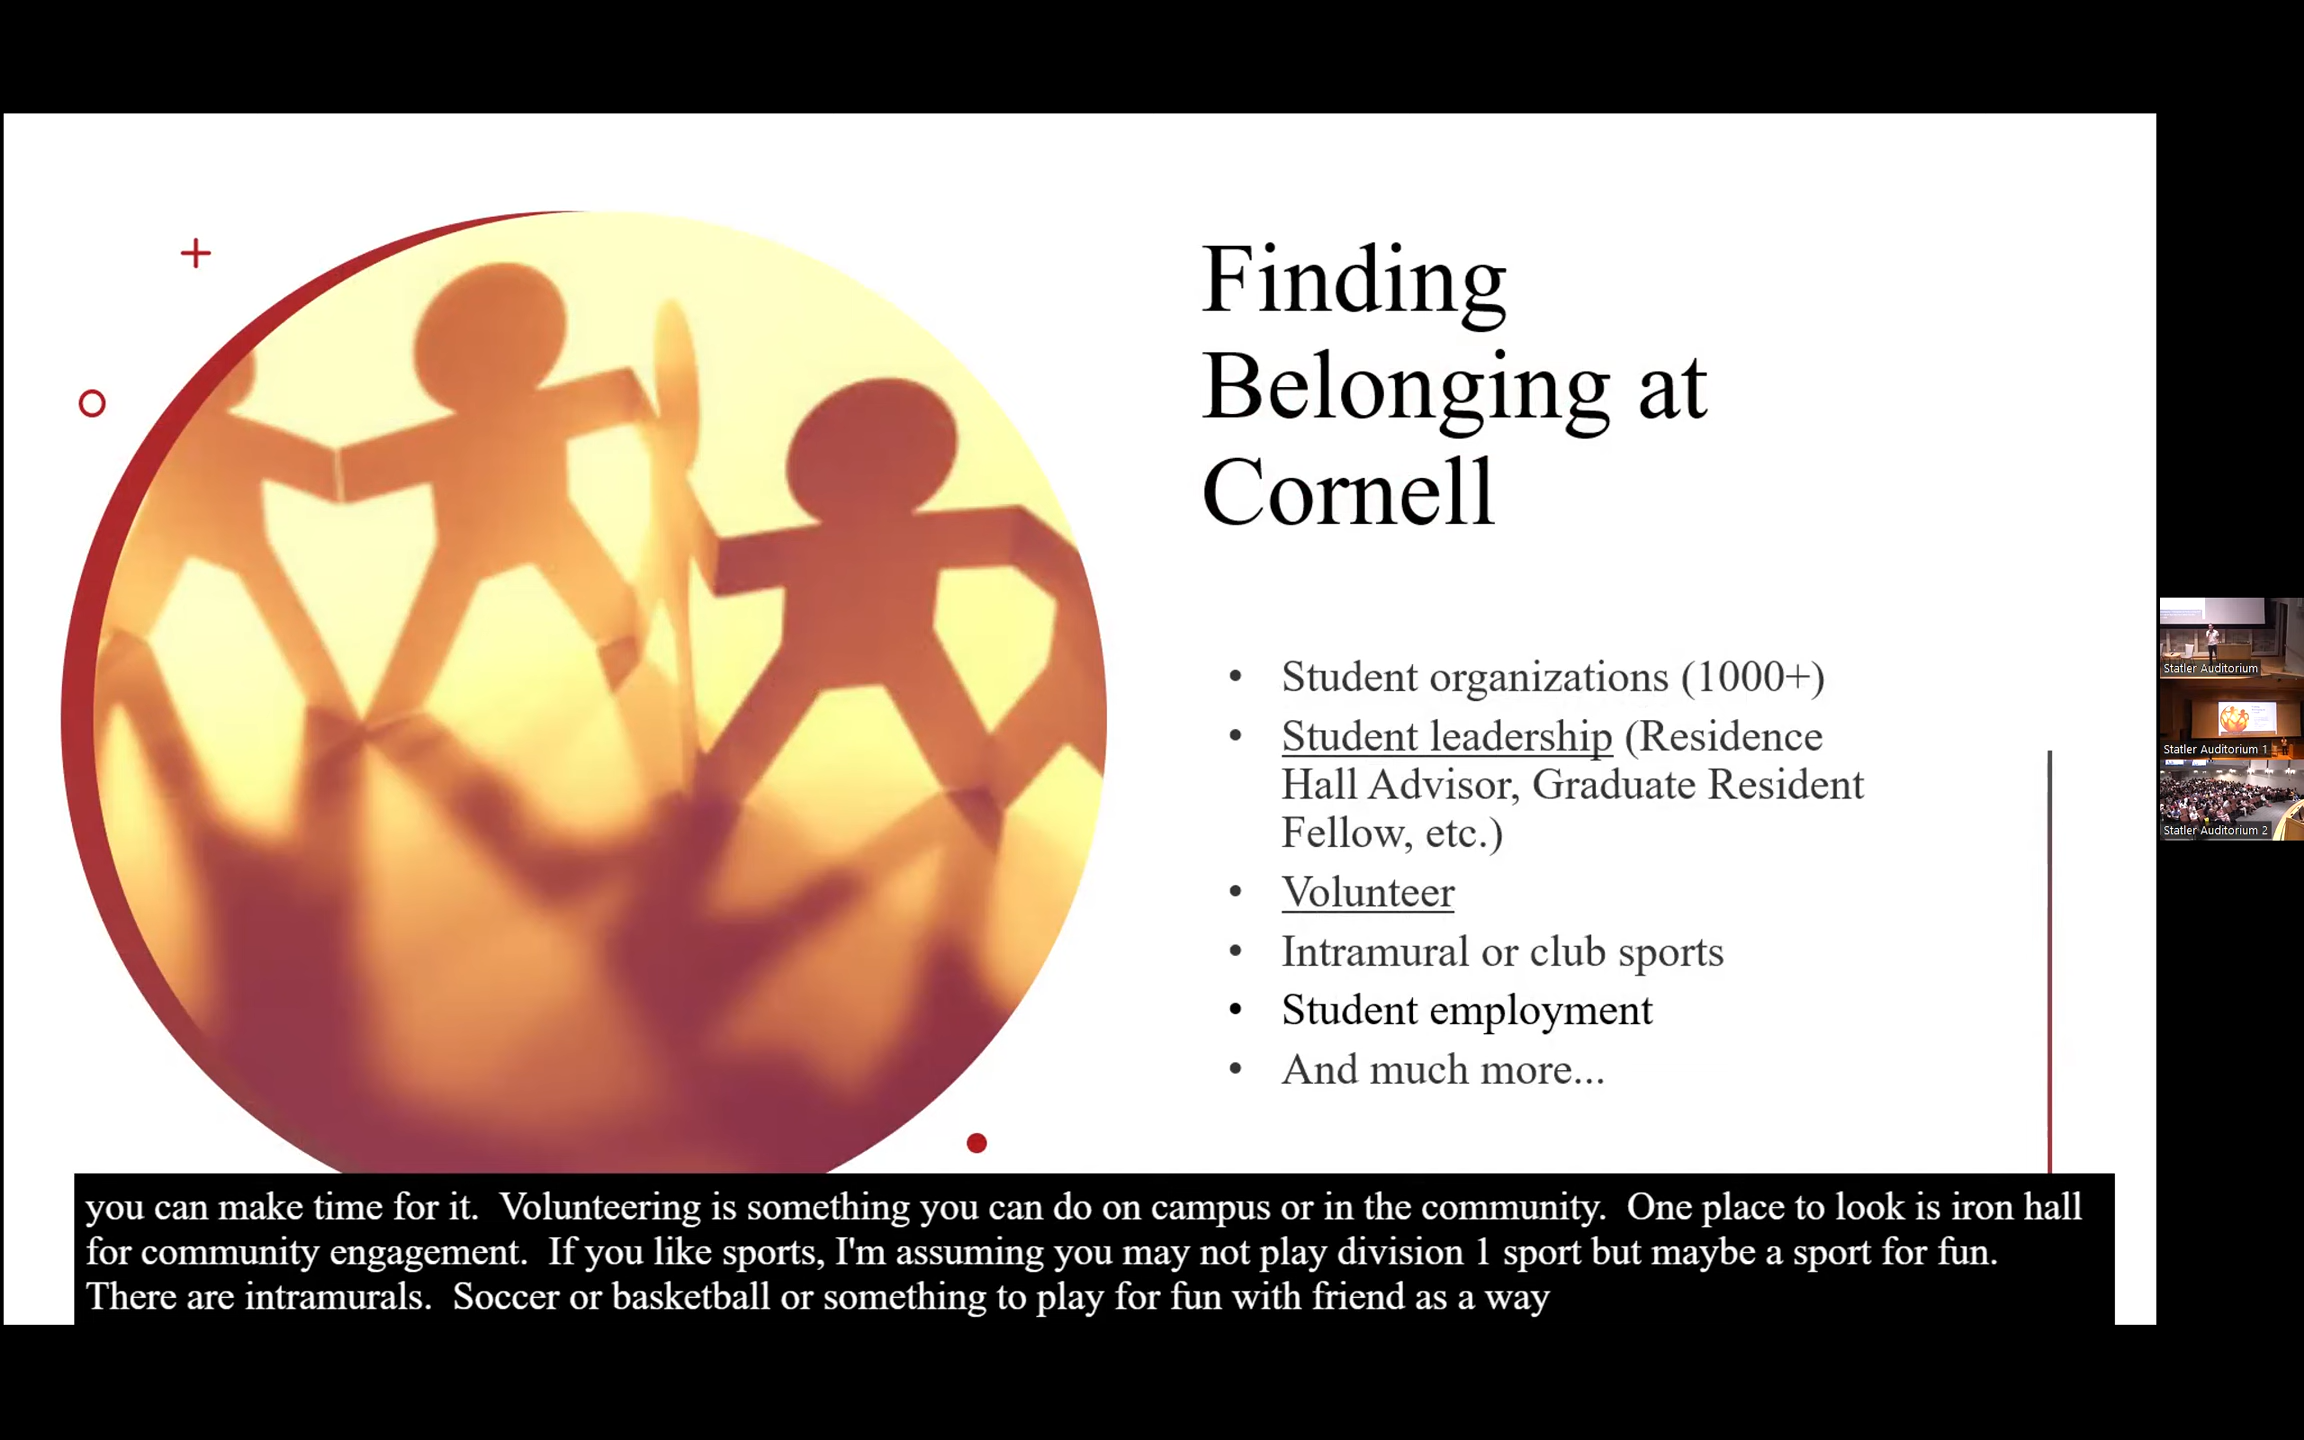 Finding
Belonging at
Cornell
• Student organizations (1000+)
• Student leadership (Residence
Hall Advisor, Graduate Resident
Fellow, etc.)
• Volunteer
• Intramural or club sports
• Student employment
• And much more...
you can make time for it.  Volunteering is something you can do on campus or in the community.  One place to look is iron hall
for community engagement.  If you like sports, I'm assuming you may not play division 1 sport but maybe a sport for fun.
There are intramurals.  Soccer or basketball or something to play for fun with friend as a way
Statler Auditorium
Statler Auditorium 1
Statler Auditorium 2